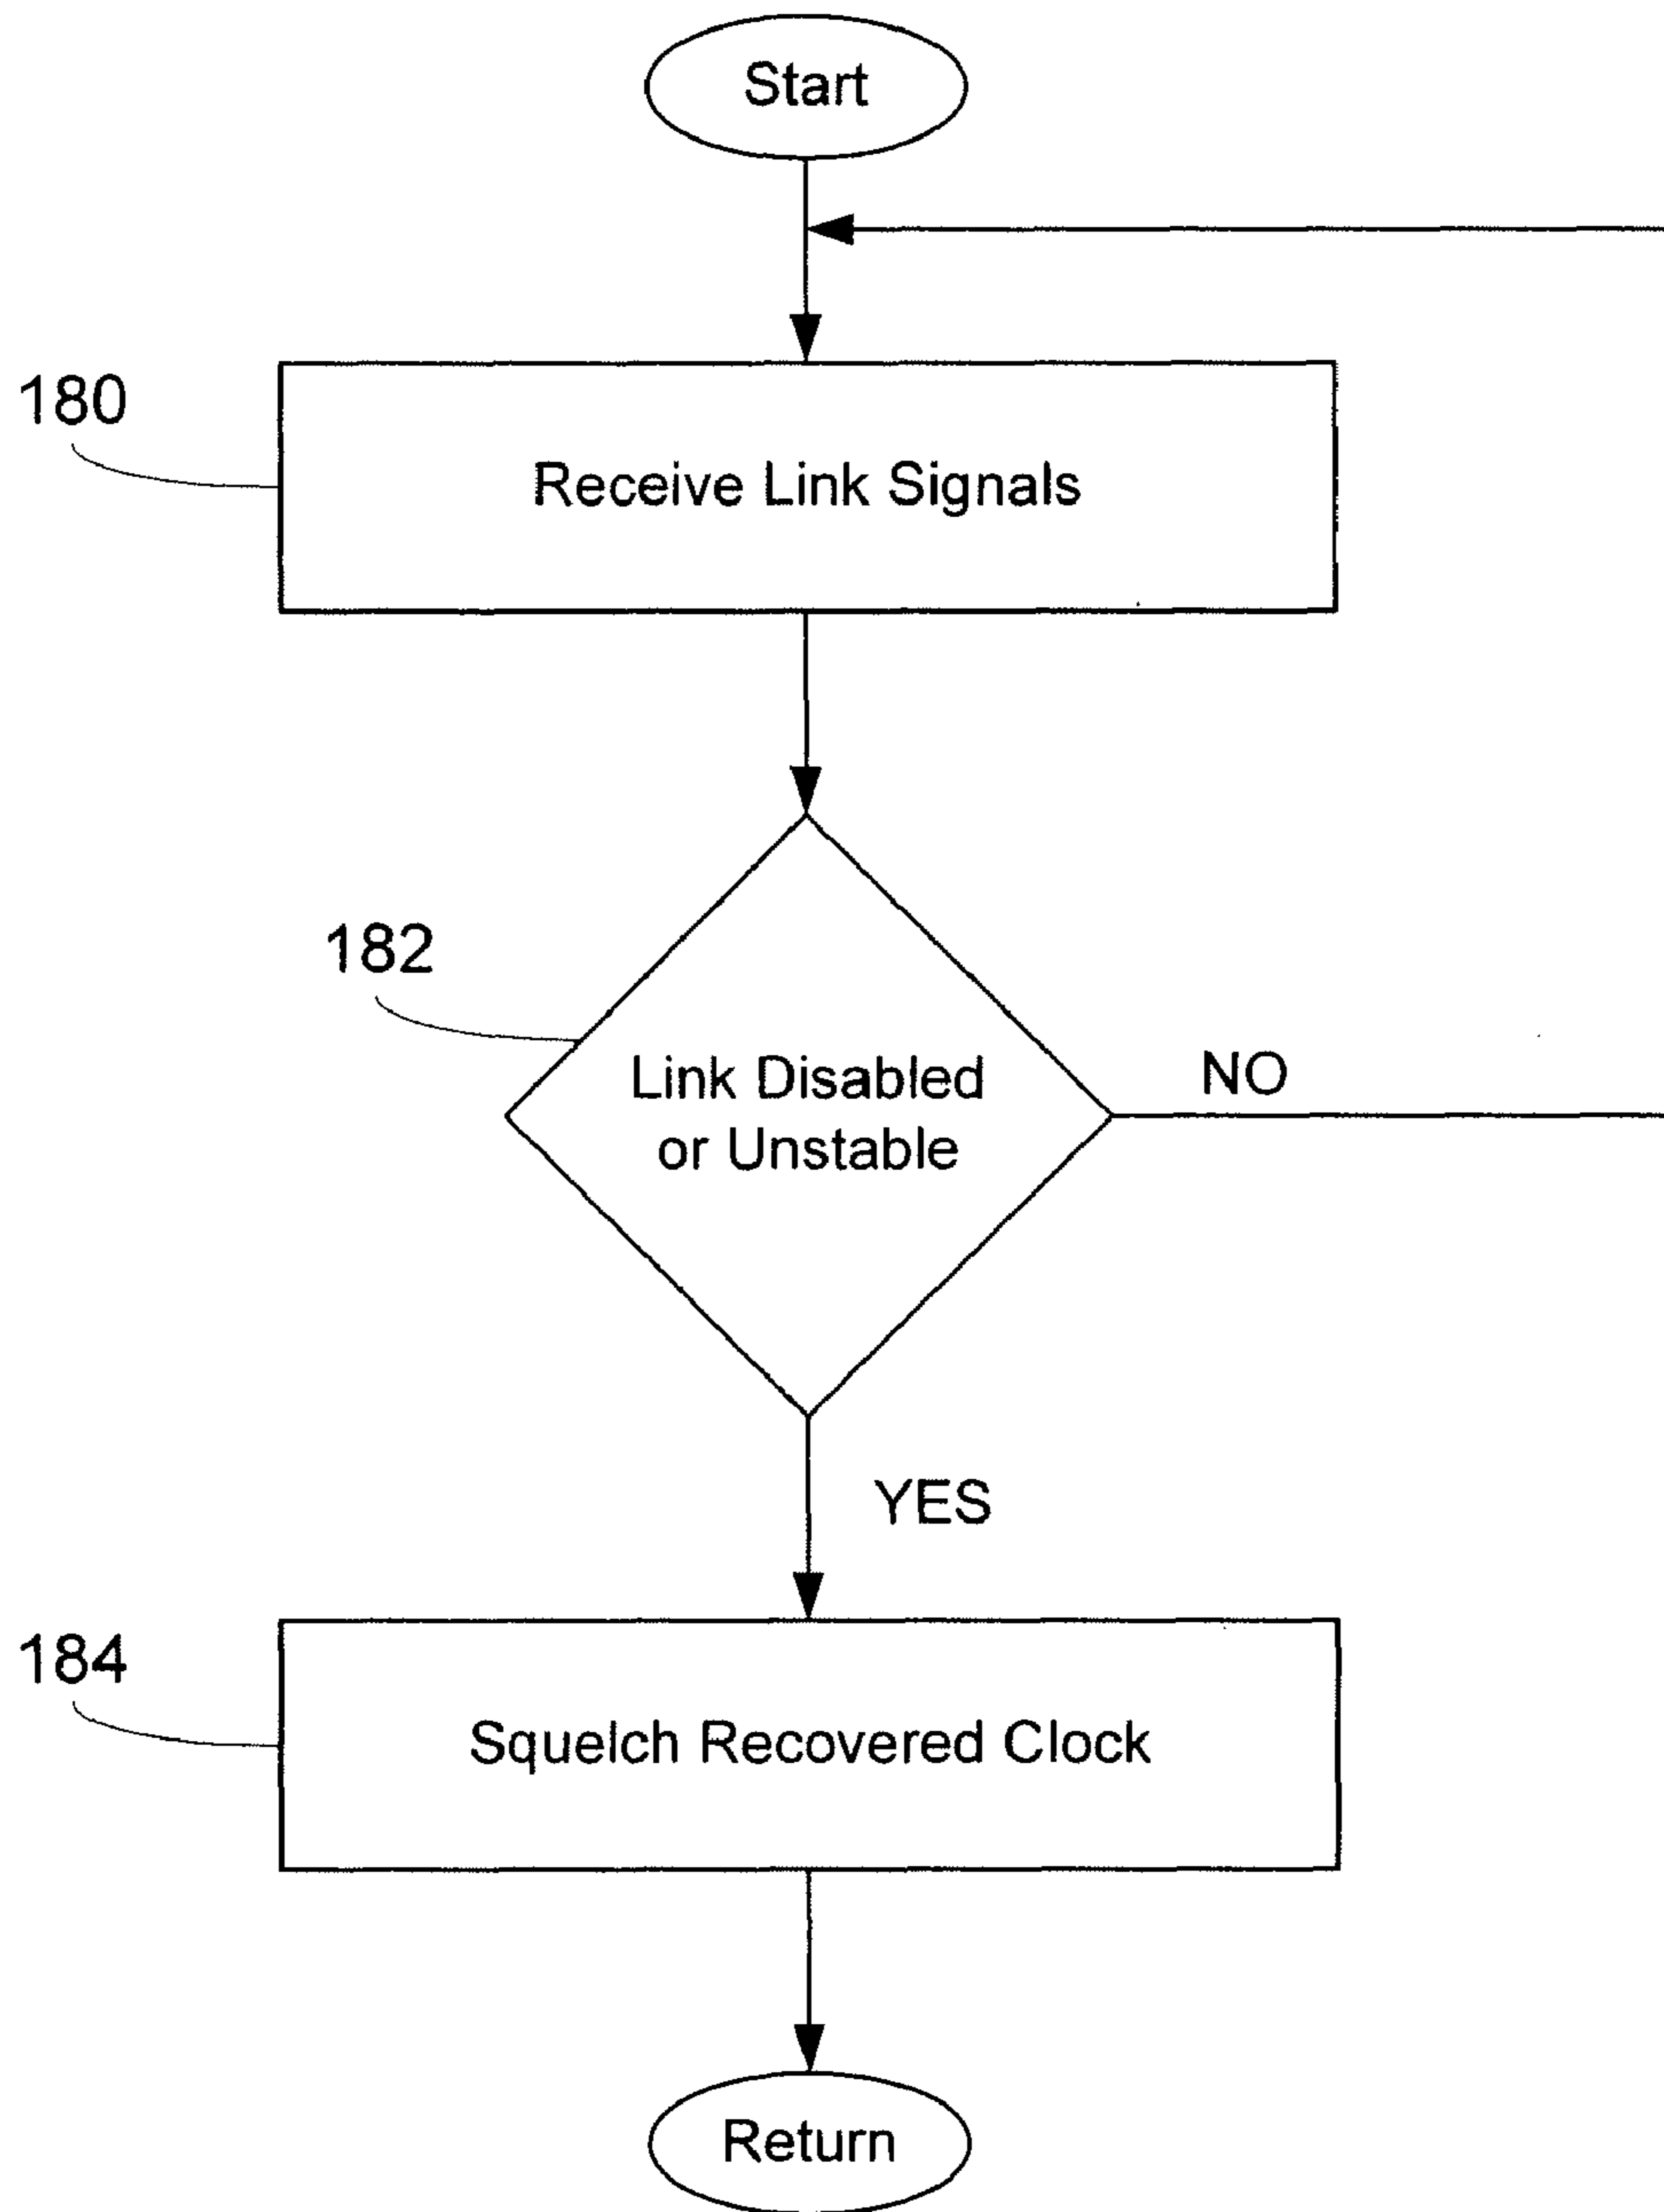 Start
180
Receive Link Signals
182
Link Disabled
or Unstable
NO
YES
184
Squelch Recovered Clock
Return